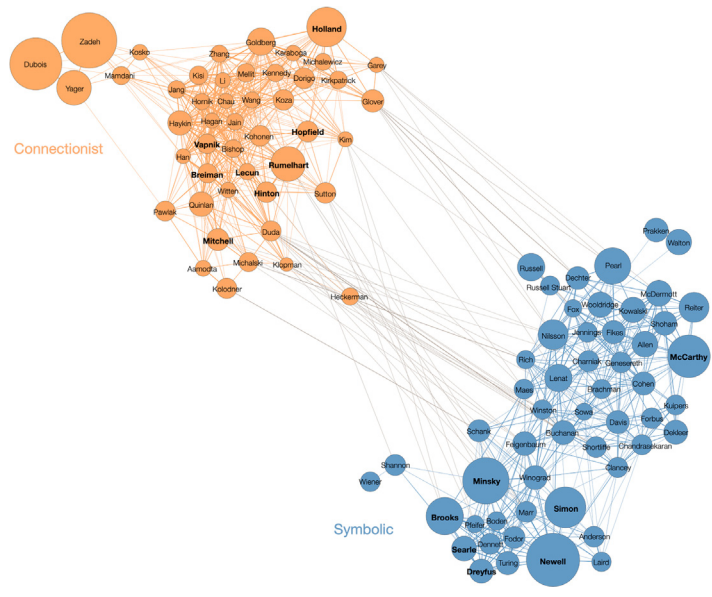 Holland
Zadeh
Goldberg
Kosko
Zhang
Karaboga
Dubois
Michalewicz
Garey
Mamdani
Kisi
Li
Mellit
Kennedy
Dorigo
Kirkpatrick
Yager
Jang
Hornik
Chau
Wang
Koza
Glover
Haykin
Hagan
Jain
Hopfield
Kohonen
Kim
Connectionist
Vapnik
Bishop
Han
Rumelhart
Breiman
Lecun
Witten
Hinton
Sutton
Quinlan
Pawlak
Duda
Mitchell
Prakken
Walton
Michalski
Klopman
Aamodta
Russell
Pearl
Kolodner
Dechter
Russell Stuart
Heckerman
McDermott
Wooldridge
Fox
Kowalski
Reiter
Shoham
Nilsson
Jennings
Fikes
Allen
McCarthy
Rich
Charniak
Genesereth
Lenat
Maes
Brachman
Cohen
Winston
Sowa
Kuipers
Davis
Forbus
Schank
Buchanan
Dekleer
Feigenbaum
Shortliffe
Chandrasekaran
Shannon
Clancey
Wiener
Minsky
Winograd
Simon
Brooks
Marr
Boden
Pfeifer
Symbolic
Fodor
Anderson
Searle
Dennett
Newell
Turing
Laird
Dreyfus